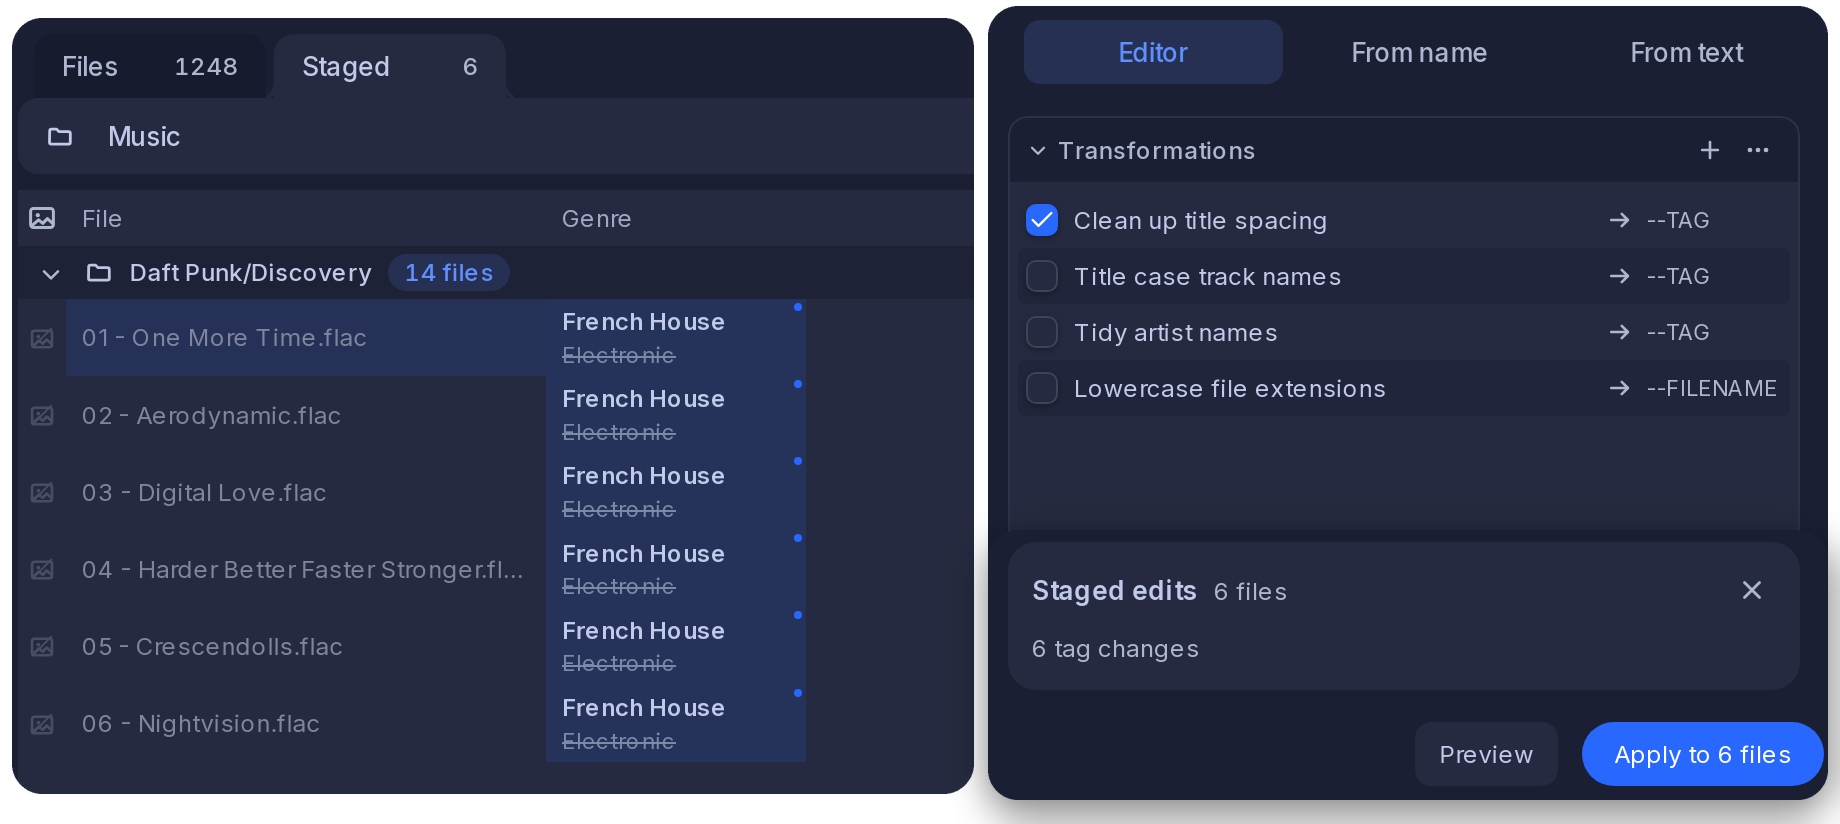 Files 1248 Staged 6
Music
File Genre
Daft Punk/Discovery 14 files
01 - One More Time.flac French House
Electronic
02 - Aerodynamic.flac French House
Electronic
03 - Digital Love.flac French House
Electronic
04 - Harder Better Faster Stronger.fl... French House
Electronic
05 - Crescendolls.flac French House
Electronic
06 - Nightvision.flac French House
Electronic
Editor From name From text
Transformations
Clean up title spacing → --TAG
Title case track names → --TAG
Tidy artist names → --TAG
Lowercase file extensions → --FILENAME
Staged edits 6 files
6 tag changes
Preview Apply to 6 files